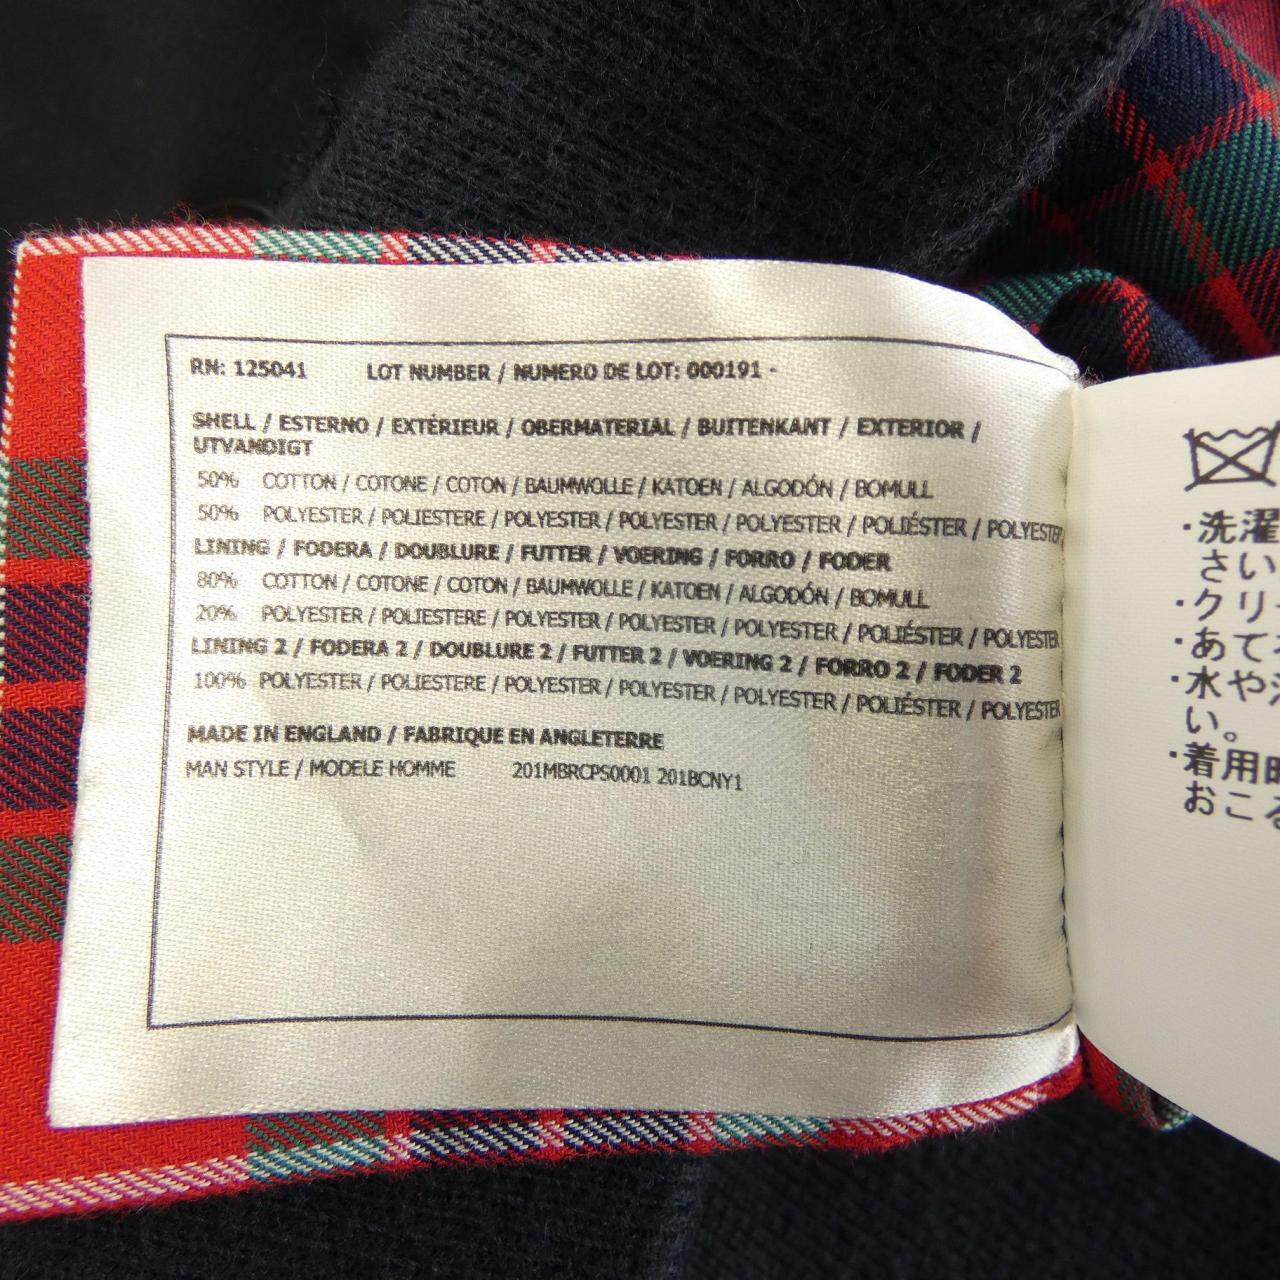 RN: 125041 LOT NUMBER / NUMERO DE LOT: 000191 -
SHELL / ESTERNO / EXTÉRIEUR / OBERMATERIAL / BUITENKANT / EXTERIOR /
UTVANDIGT
50% COTTON / COTONE / COTON / BAUMWOLLE / KATOEN / ALGODÓN / BOMULL
50% POLYESTER / POLIESTERE / POLYESTER / POLYESTER / POLYESTER / POLIÉSTER / POLYESTER
LINING / FODERA / DOUBLURE / FUTTER / VOERING / FORRO / FODER
80% COTTON / COTONE / COTON / BAUMWOLLE / KATOEN / ALGODÓN / BOMULL
20% POLYESTER / POLIESTERE / POLYESTER / POLYESTER / POLYESTER / POLIÉSTER / POLYESTER
LINING 2 / FODERA 2 / DOUBLURE 2 / FUTTER 2 / VOERING 2 / FORRO 2 / FODER 2
100% POLYESTER / POLIESTERE / POLYESTER / POLYESTER / POLYESTER / POLIÉSTER / POLYESTER
MADE IN ENGLAND / FABRIQUE EN ANGLETERRE
MAN STYLE / MODELE HOMME 201MBRCPS0001 201BCNY1
・洗濯
さい
・クリ
・あて
・水や
い。
・着用時
おこる